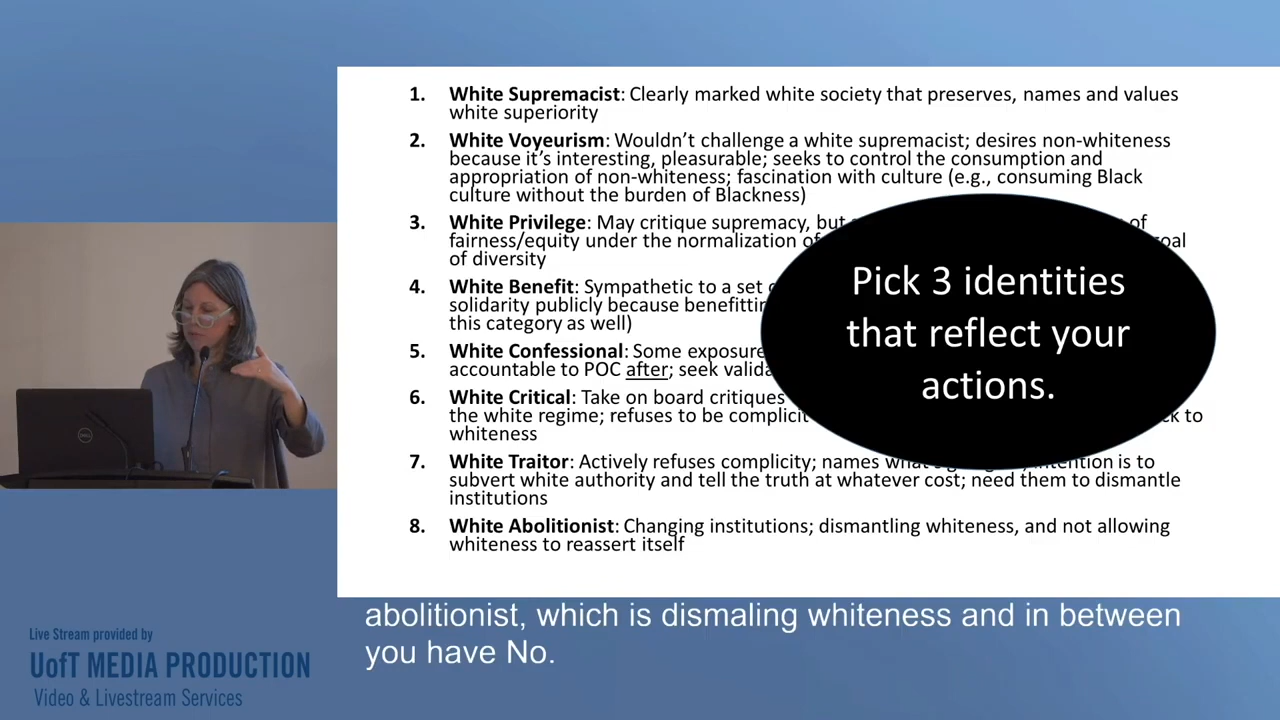 1. White Supremacist: Clearly marked white society that preserves, names and values
white superiority
2. White Voyeurism: Wouldn't challenge a white supremacist; desires non-whiteness
because it's interesting, pleasurable; seeks to control the consumption and
appropriation of non-whiteness; fascination with culture (e.g., consuming Black
culture without the burden of Blackness)
3. White Privilege: May critique supremacy, but of
fairness/equity under the normalization of
of diversity
4. White Benefit: Sympathetic to a set
solidarity publicly because benefitting
this category as well)
5. White Confessional: Some exposure
accountable to POC after; seek
6. White Critical: Take on board critiques
the white regime; refuses to be complicit to
whiteness
7. White Traitor: Actively refuses complicity; names intention is to
subvert white authority and tell the truth at whatever cost; need them to dismantle
institutions
8. White Abolitionist: Changing institutions; dismantling whiteness, and not allowing
whiteness to reassert itself
Pick 3 identities
that reflect your
actions.
DELL
abolitionist, which is dismaling whiteness and in between
you have No.
Live Stream provided by
UofT MEDIA PRODUCTION
Video & Livestream Services